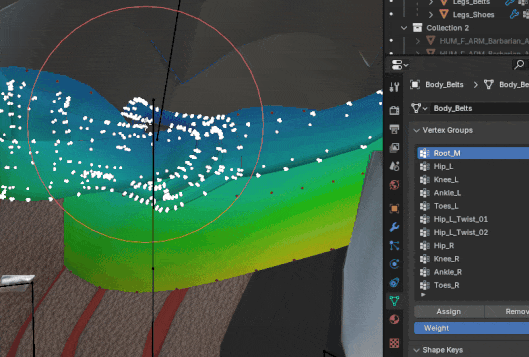 Legs_Belts
Legs_Shoes
Collection 2
HUM_F_ARM_Barbarian_A
HUM_F_ARM_Barbarian
Body_Belts
Body_Belts
Body_Belts
Vertex Groups
Root_M
Hip_L
Knee_L
Ankle_L
Toes_L
Hip_L_Twist_01
Hip_L_Twist_02
Hip_R
Knee_R
Ankle_R
Toes_R
Assign Remov
Weight
Shape Keys